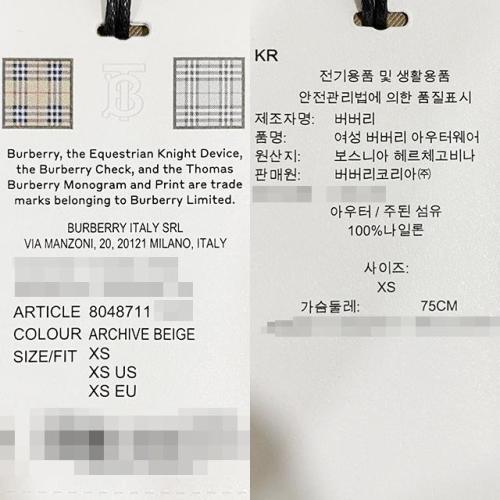 Burberry, the Equestrian Knight Device,
the Burberry Check, and the Thomas
Burberry Monogram and Print are trade
marks belonging to Burberry Limited.
BURBERRY ITALY SRL
VIA MANZONI, 20, 20121 MILANO, ITALY
ARTICLE 8048711
COLOUR ARCHIVE BEIGE
SIZE/FIT XS
XS US
XS EU
KR
전기용품 및 생활용품
안전관리법에 의한 품질표시
제조자명: 버버리
품명: 여성 버버리 아우터웨어
원산지: 보스니아 헤르체고비나
판매원: 버버리코리아㈜
아우터 / 주된 섬유
100%나일론
사이즈:
XS
가슴둘레: 75CM